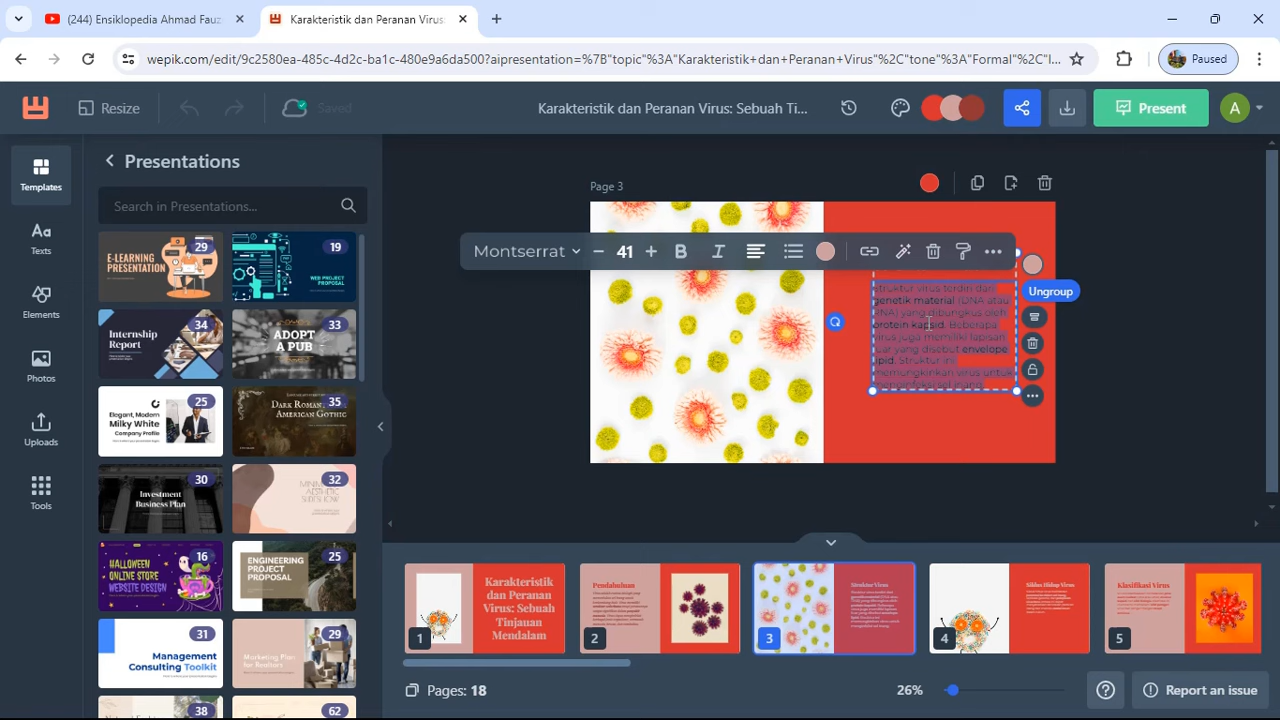 (244) Ensiklopedia Ahmad Fauz
Karakteristik dan Peranan Virus:
wepik.com/edit/9c2580ea-485c-4d2c-ba1c-480e9a6da500?aipresentation=%7B"topic"%3A"Karakteristik+dan+Peranan+Virus"%2C"tone"%3A"Formal"%2C"l...
Paused
Resize
Saved
Karakteristik dan Peranan Virus: Sebuah Ti...
Present
A
Templates
Texts
Elements
Photos
Uploads
Tools
Presentations
Search in Presentations...
E-LEARNING PRESENTATION
29
WEB PROJECT PROPOSAL
19
Internship Report
34
ADOPT A PUB
33
Elegant, Modern
Milky White
Company Profile
25
Dark Romanticism
American Gothic
35
Investment
Business Plan
30
MINIMAL
AESTHETIC
SLIDESHOW
32
HALLOWEEN
ONLINE STORE
WEBSITE DESIGN
16
ENGINEERING
PROJECT
PROPOSAL
25
Management
Consulting Toolkit
31
Marketing Plan
for Realtors
29
38
62
Page 3
Montserrat
41
B
I
Ungroup
Struktur virus terdiri dari
genetik material (DNA atau
RNA) yang dibungkus oleh
protein kapsid. Beberapa
virus juga memiliki lapisan
luar yang disebut envelope
lipid. Struktur ini
memungkinkan virus untuk
menginfeksi sel inang.
Karakteristik
dan Peranan
Virus: Sebuah
Tinjauan
Mendalam
1
Pendahuluan
2
Struktur Virus
3
Siklus Hidup Virus
4
Klasifikasi Virus
5
Pages: 18
26%
Report an issue